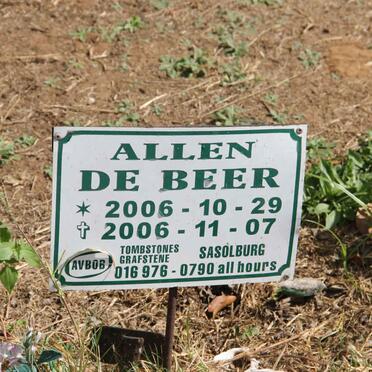 ALLEN
DE BEER
✶ 2006 - 10 - 29
✝ 2006 - 11 - 07
TOMBSTONES
GRAFSTENE SASOLBURG
AVBOB 016 976 - 0790 all hours